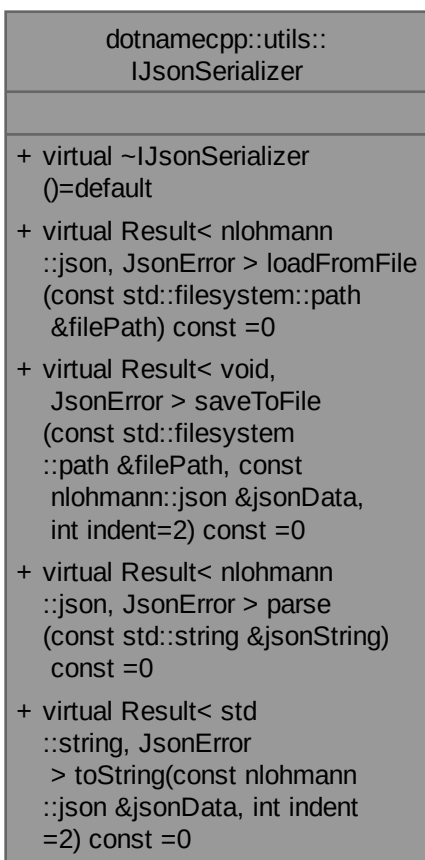 dotnamecpp::utils::
IJsonSerializer
+ virtual ~IJsonSerializer
()=default
+ virtual Result< nlohmann
::json, JsonError > loadFromFile
(const std::filesystem::path
&filePath) const =0
+ virtual Result< void,
JsonError > saveToFile
(const std::filesystem
::path &filePath, const
nlohmann::json &jsonData,
int indent=2) const =0
+ virtual Result< nlohmann
::json, JsonError > parse
(const std::string &jsonString)
const =0
+ virtual Result< std
::string, JsonError
> toString(const nlohmann
::json &jsonData, int indent
=2) const =0